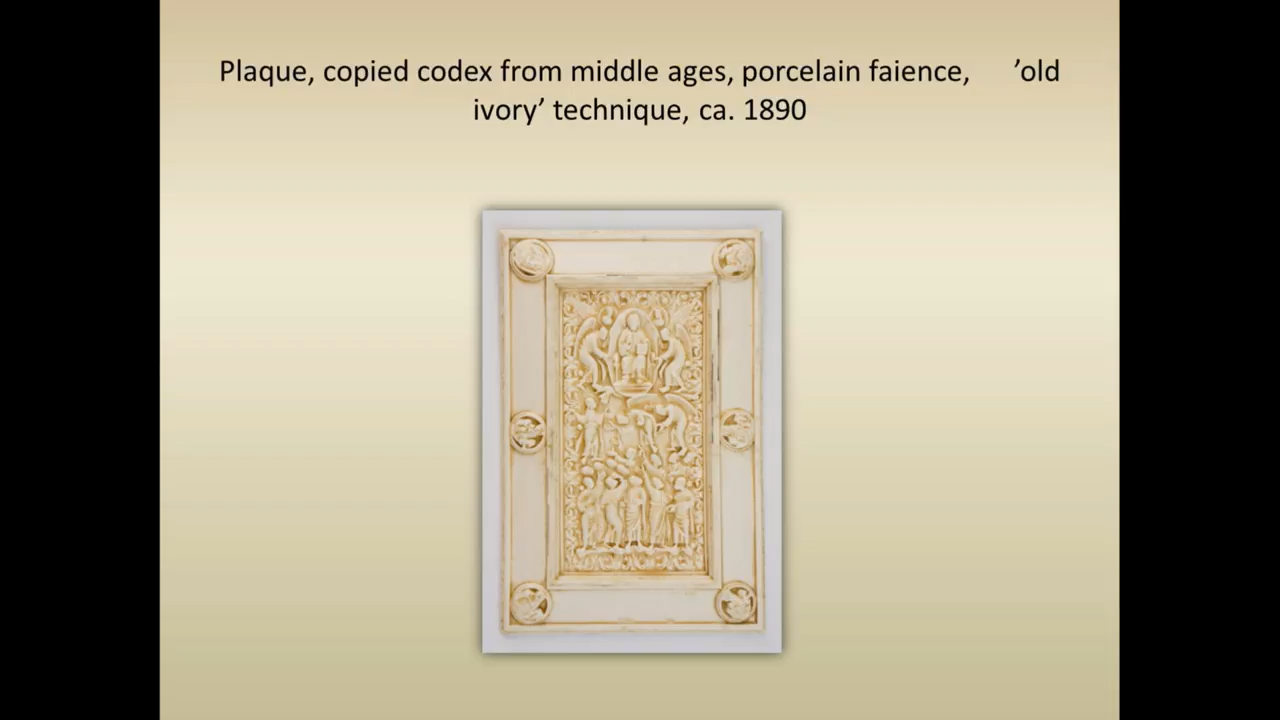 Plaque, copied codex from middle ages, porcelain faience, ’old
ivory’ technique, ca. 1890